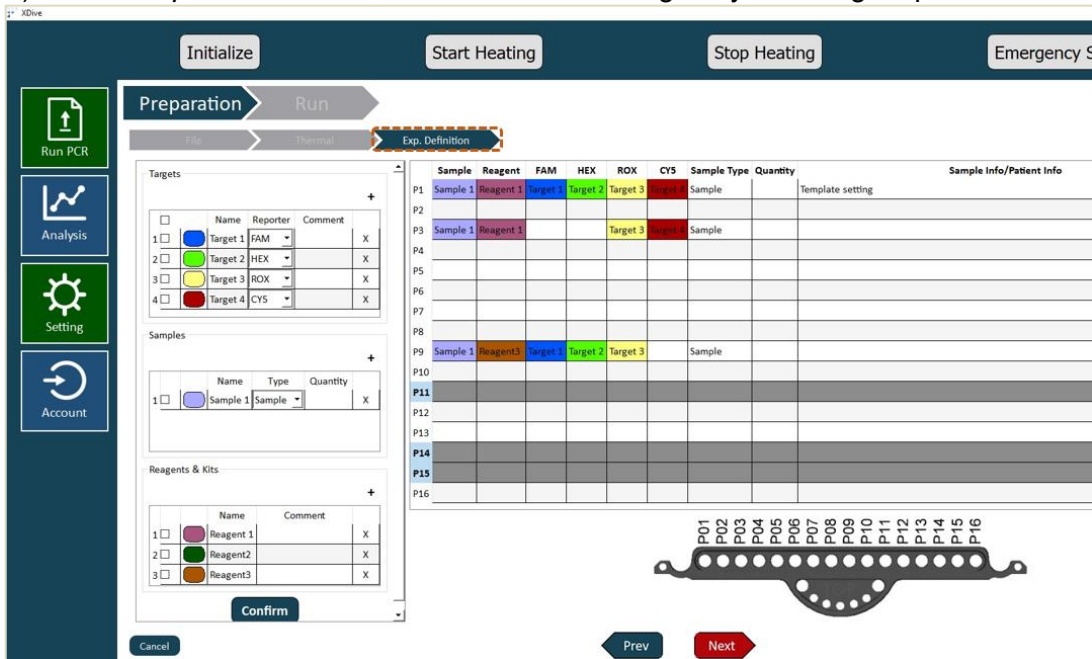 XDive
Initialize
Start Heating
Stop Heating
Emergency S
Run PCR
Analysis
Setting
Account
Preparation
Run
File
Thermal
Exp. Definition
Targets
+
Name Reporter Comment
1 Target 1 FAM X
2 Target 2 HEX X
3 Target 3 ROX X
4 Target 4 CY5 X
Samples
+
Name Type Quantity
1 Sample 1 Sample X
Reagents & Kits
+
Name Comment
1 Reagent 1 X
2 Reagent2 X
3 Reagent3 X
Confirm
Cancel
Sample Reagent FAM HEX ROX CY5 Sample Type Quantity Sample Info/Patient Info
P1 Sample 1 Reagent 1 Target 1 Target 2 Target 3 Target 4 Sample Template setting
P2
P3 Sample 1 Reagent 1 Target 3 Target 4 Sample
P4
P5
P6
P7
P8
P9 Sample 1 Reagent3 Target 1 Target 2 Target 3 Sample
P10
P11
P12
P13
P14
P15
P16
P01 P02 P03 P04 P05 P06 P07 P08 P09 P10 P11 P12 P13 P14 P15 P16
Prev
Next